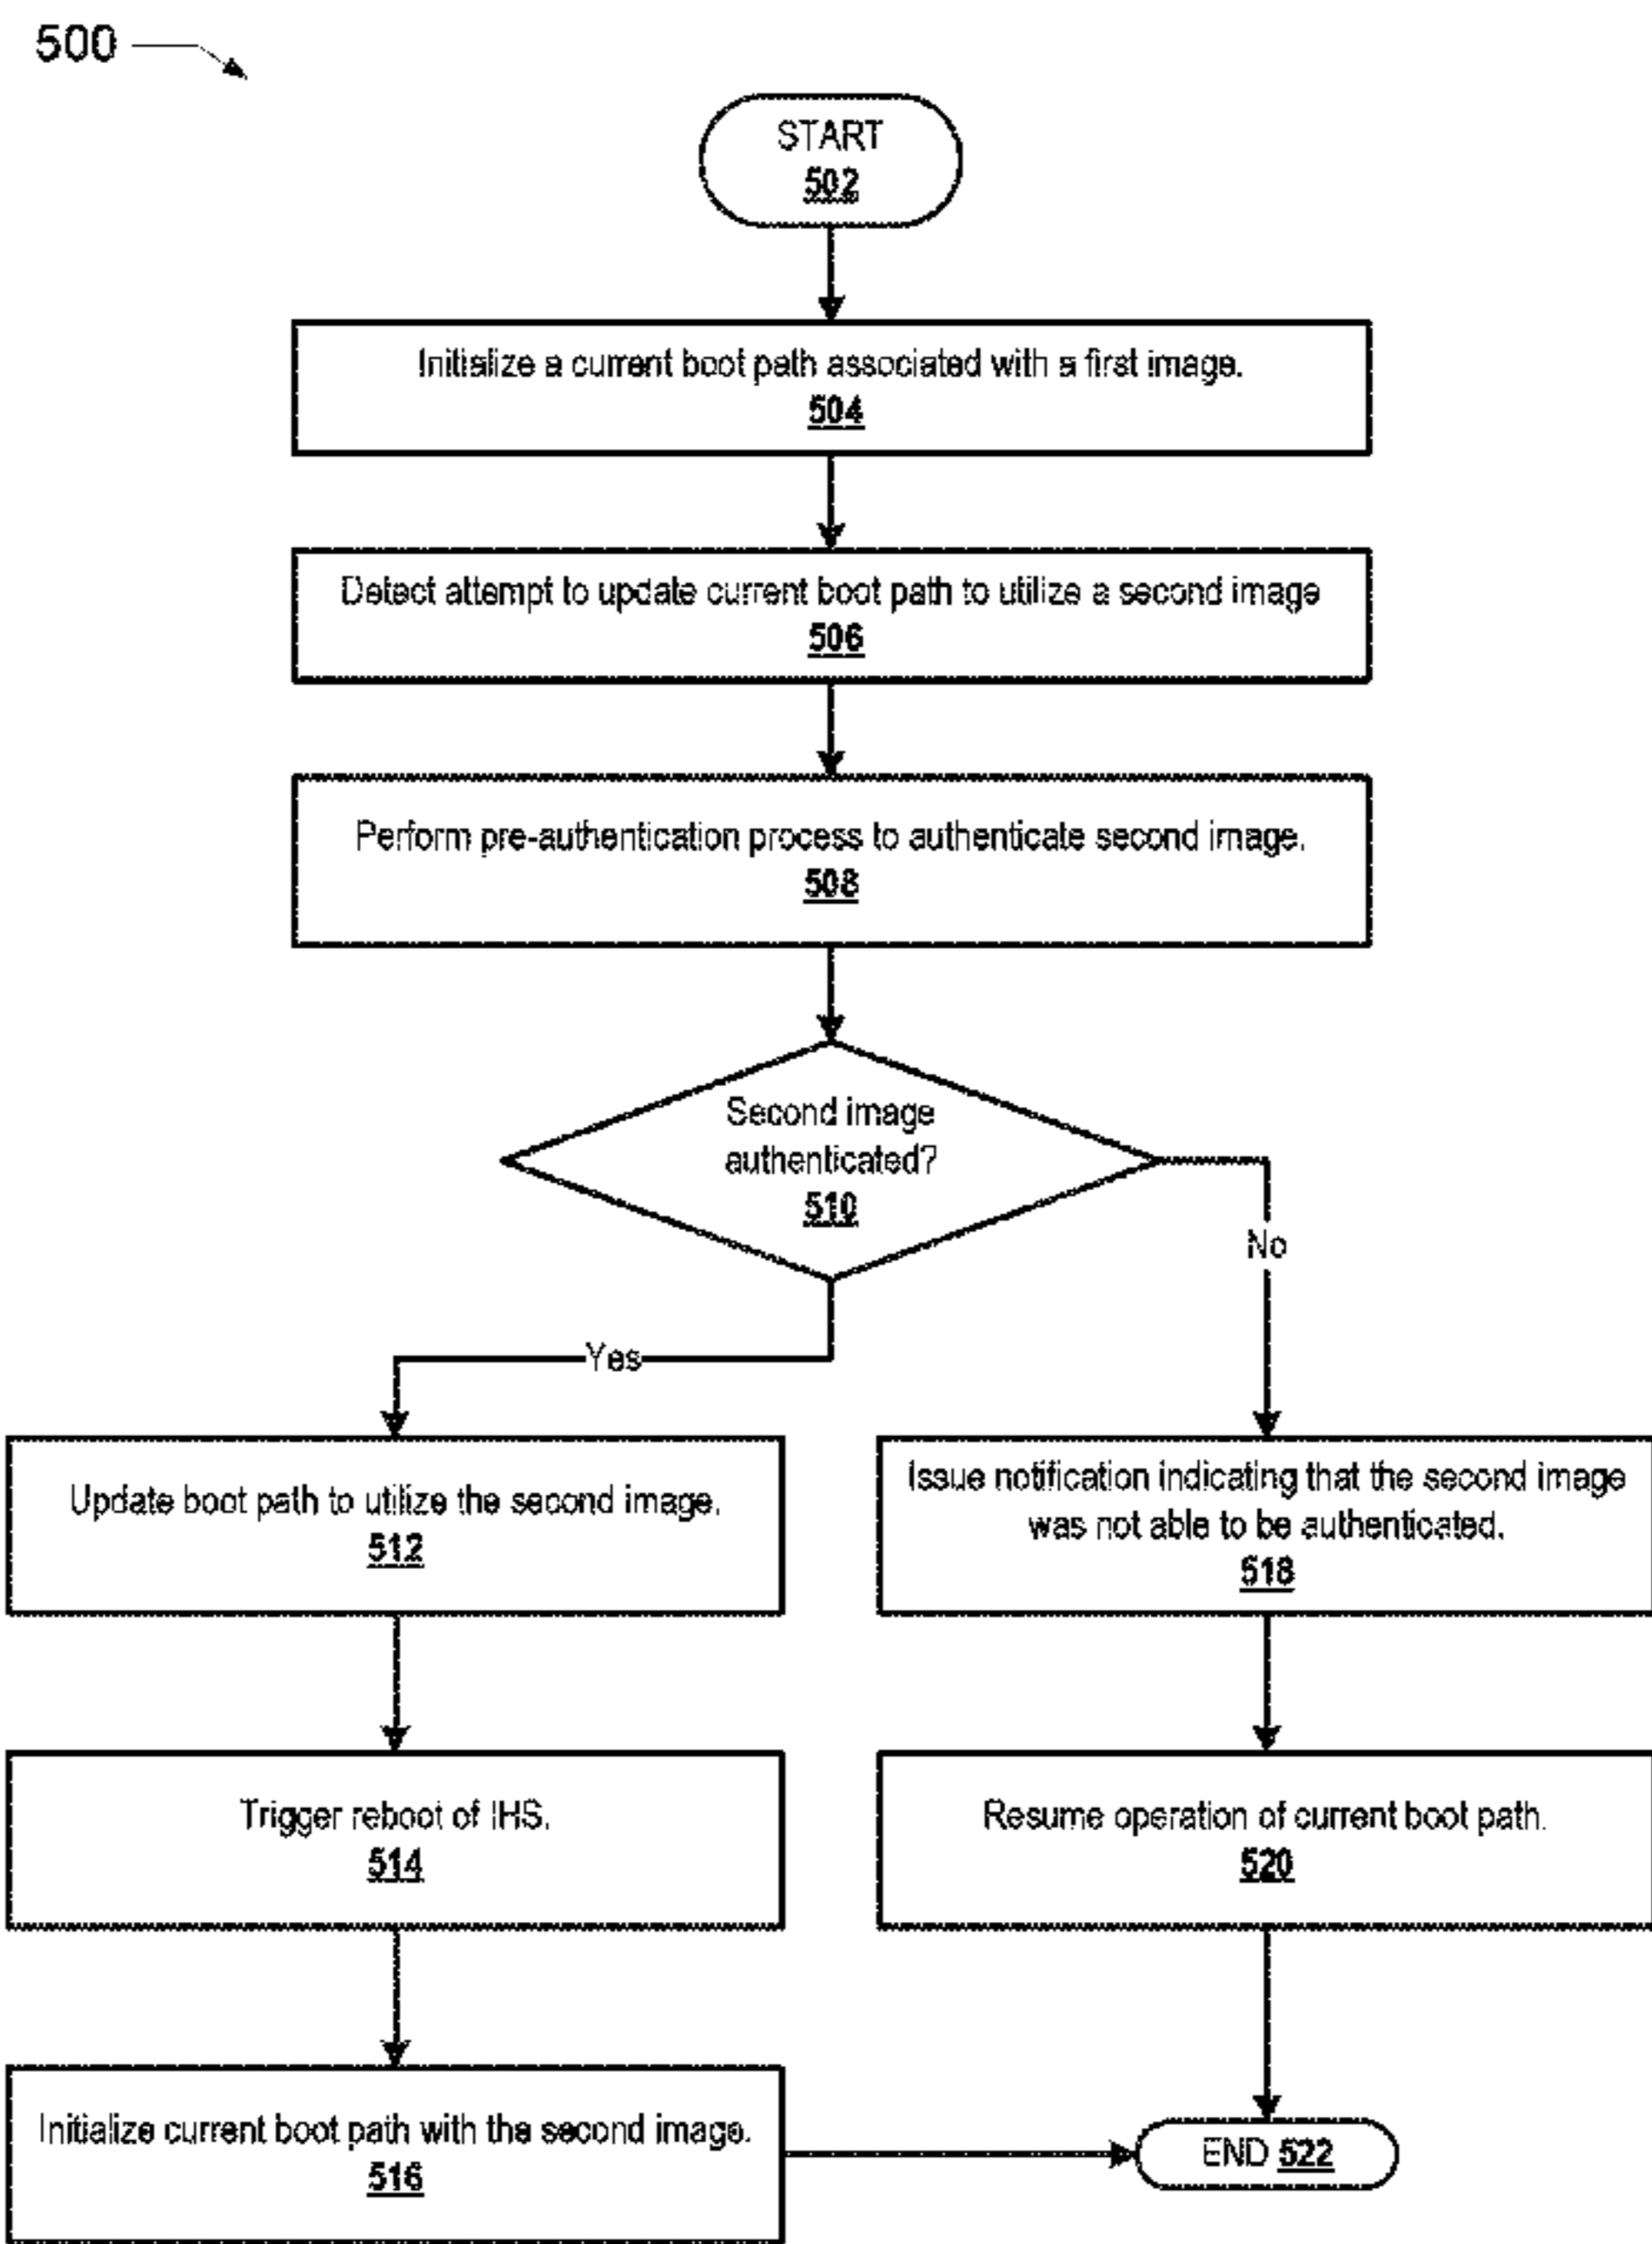 500
START
502
Initialize a current boot path associated with a first image.
504
Detect attempt to update current boot path to utilize a second image
506
Perform pre-authentication process to authenticate second image.
508
Second image
authenticated?
510
No
Yes
Update boot path to utilize the second image.
512
Issue notification indicating that the second image
was not able to be authenticated.
518
Trigger reboot of IHS.
514
Resume operation of current boot path.
520
Initialize current boot path with the second image.
516
END 522